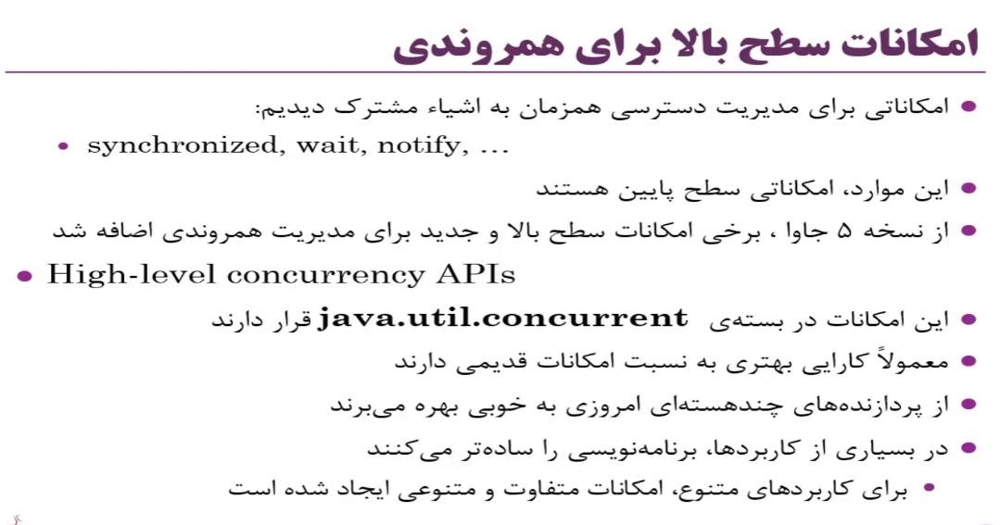 امکانات سطح بالا برای همروندی
امکاناتی برای مدیریت دسترسی همزمان به اشیاء مشترک دیدیم:
synchronized, wait, notify, …
این موارد، امکاناتی سطح پایین هستند
از نسخه ۵ جاوا ، برخی امکانات سطح بالا و جدید برای مدیریت همروندی اضافه شد
High-level concurrency APIs
این امکانات در بسته‌ی java.util.concurrent قرار دارند
معمولاً کارایی بهتری به نسبت امکانات قدیمی دارند
از پردازنده‌های چندهسته‌ای امروزی به خوبی بهره می‌برند
در بسیاری از کاربردها، برنامه‌نویسی را ساده‌تر می‌کنند
برای کاربردهای متنوع، امکانات متفاوت و متنوعی ایجاد شده است